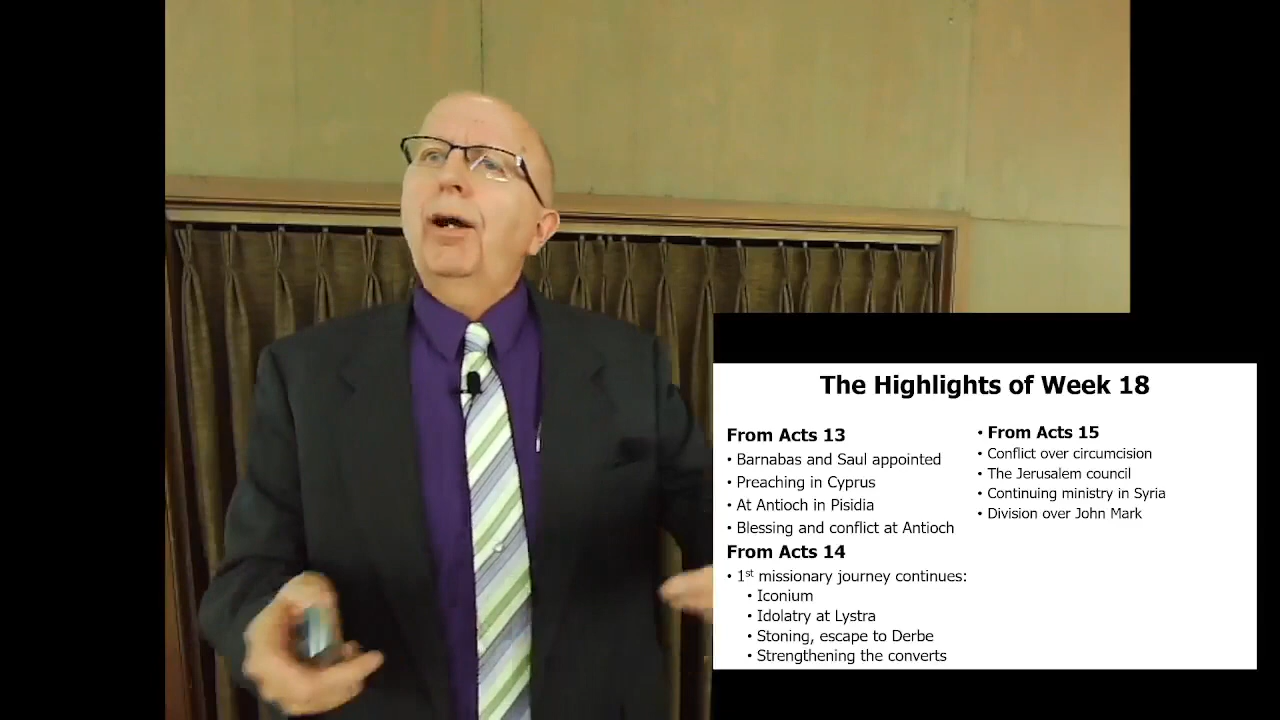 The Highlights of Week 18
From Acts 13
• Barnabas and Saul appointed
• Preaching in Cyprus
• At Antioch in Pisidia
• Blessing and conflict at Antioch
From Acts 14
• 1st missionary journey continues:
• Iconium
• Idolatry at Lystra
• Stoning, escape to Derbe
• Strengthening the converts
• From Acts 15
• Conflict over circumcision
• The Jerusalem council
• Continuing ministry in Syria
• Division over John Mark